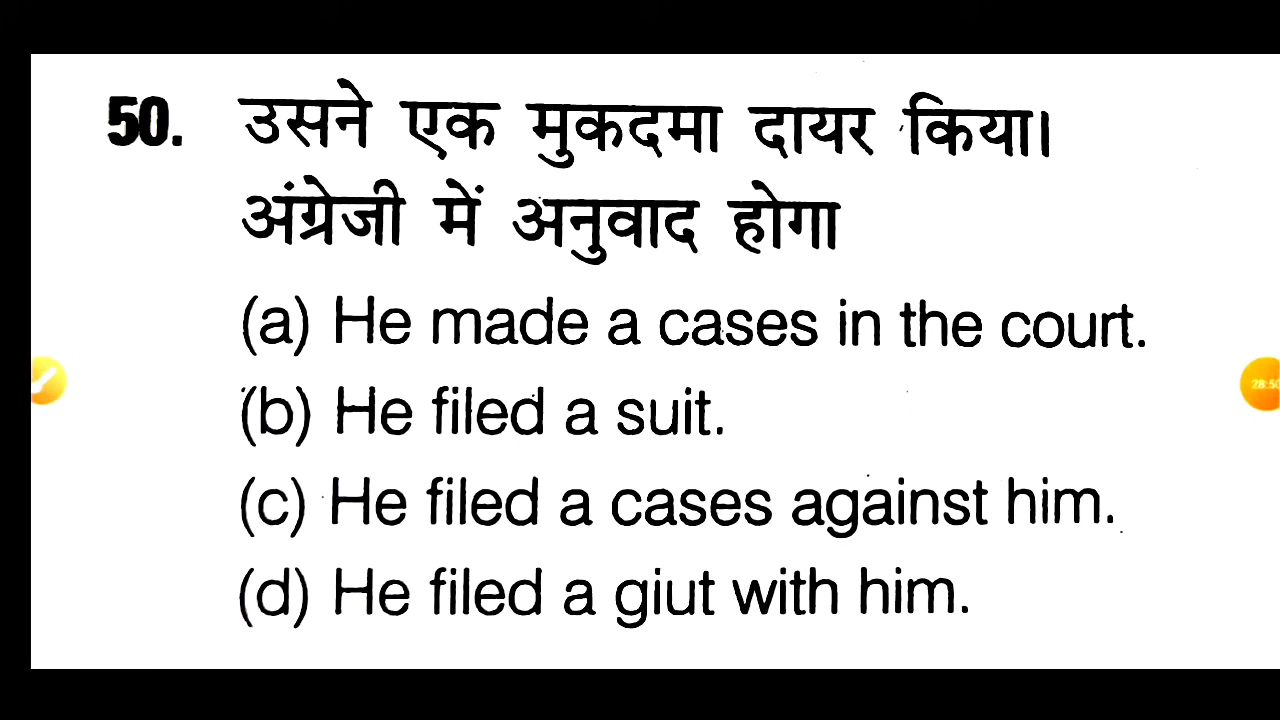 50. उसने एक मुकदमा दायर किया।
अंग्रेजी में अनुवाद होगा
(a) He made a cases in the court.
(b) He filed a suit.
(c) He filed a cases against him.
(d) He filed a giut with him.